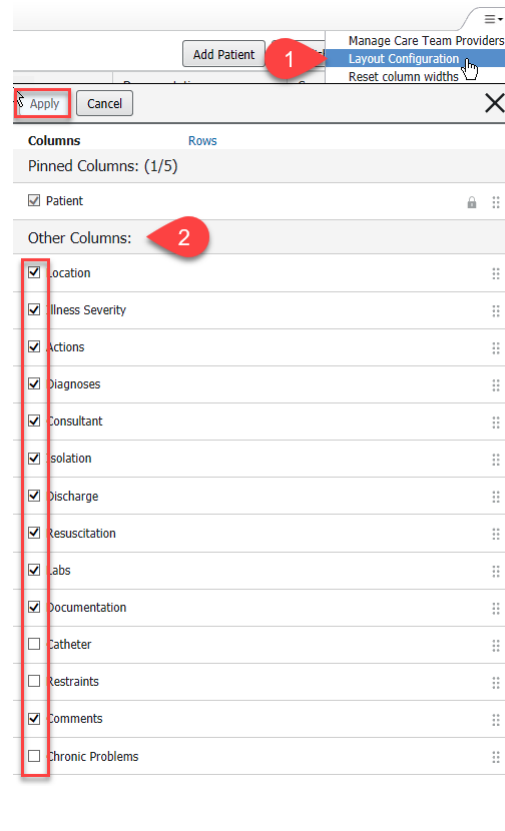 Manage Care Team Providers
Add Patient
1
Layout Configuration
Reset column widths
Apply
Cancel
Columns
Rows
Pinned Columns: (1/5)
Patient
Other Columns:
2
Location
Illness Severity
Actions
Diagnoses
Consultant
Isolation
Discharge
Resuscitation
Labs
Documentation
Catheter
Restraints
Comments
Chronic Problems